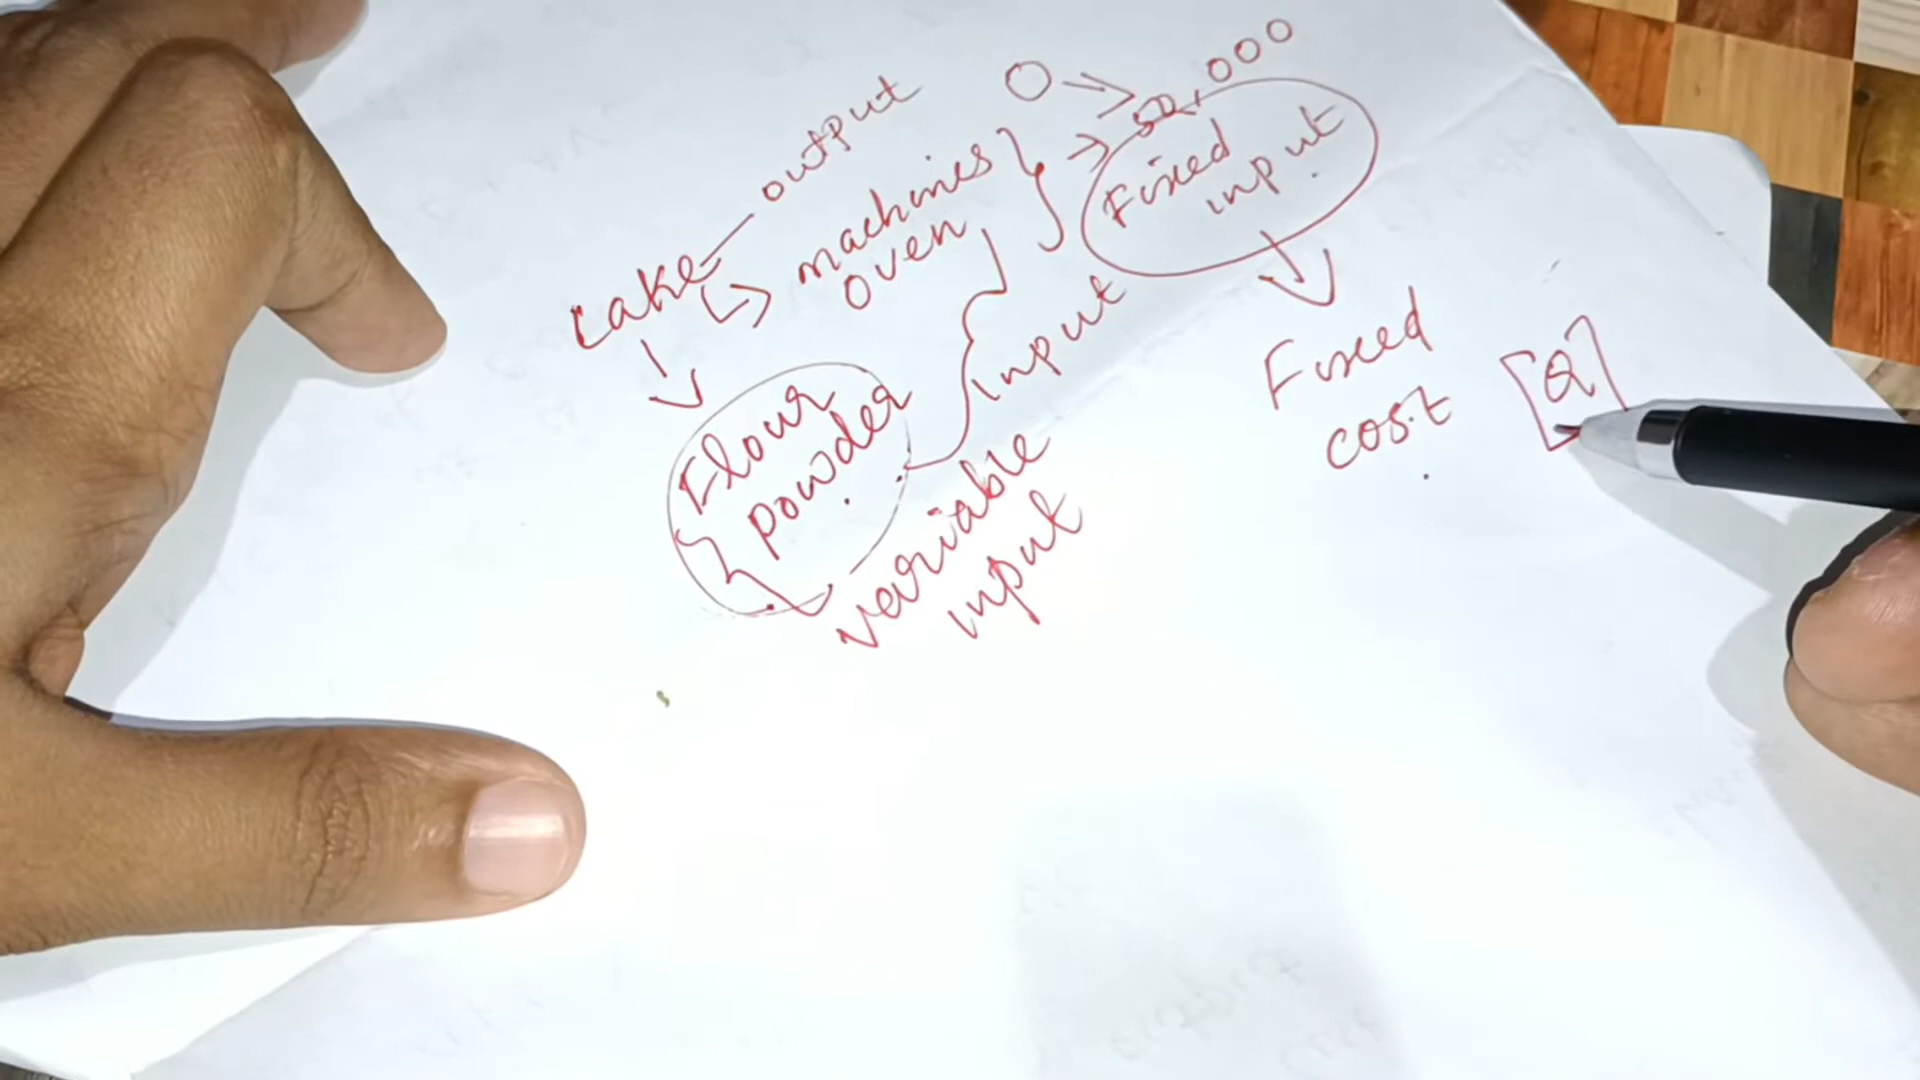 0 → 50,000
cake - output
machines
oven
Fixed
input
Flour
powder
input
variable
input
Fixed
cost
[Q]